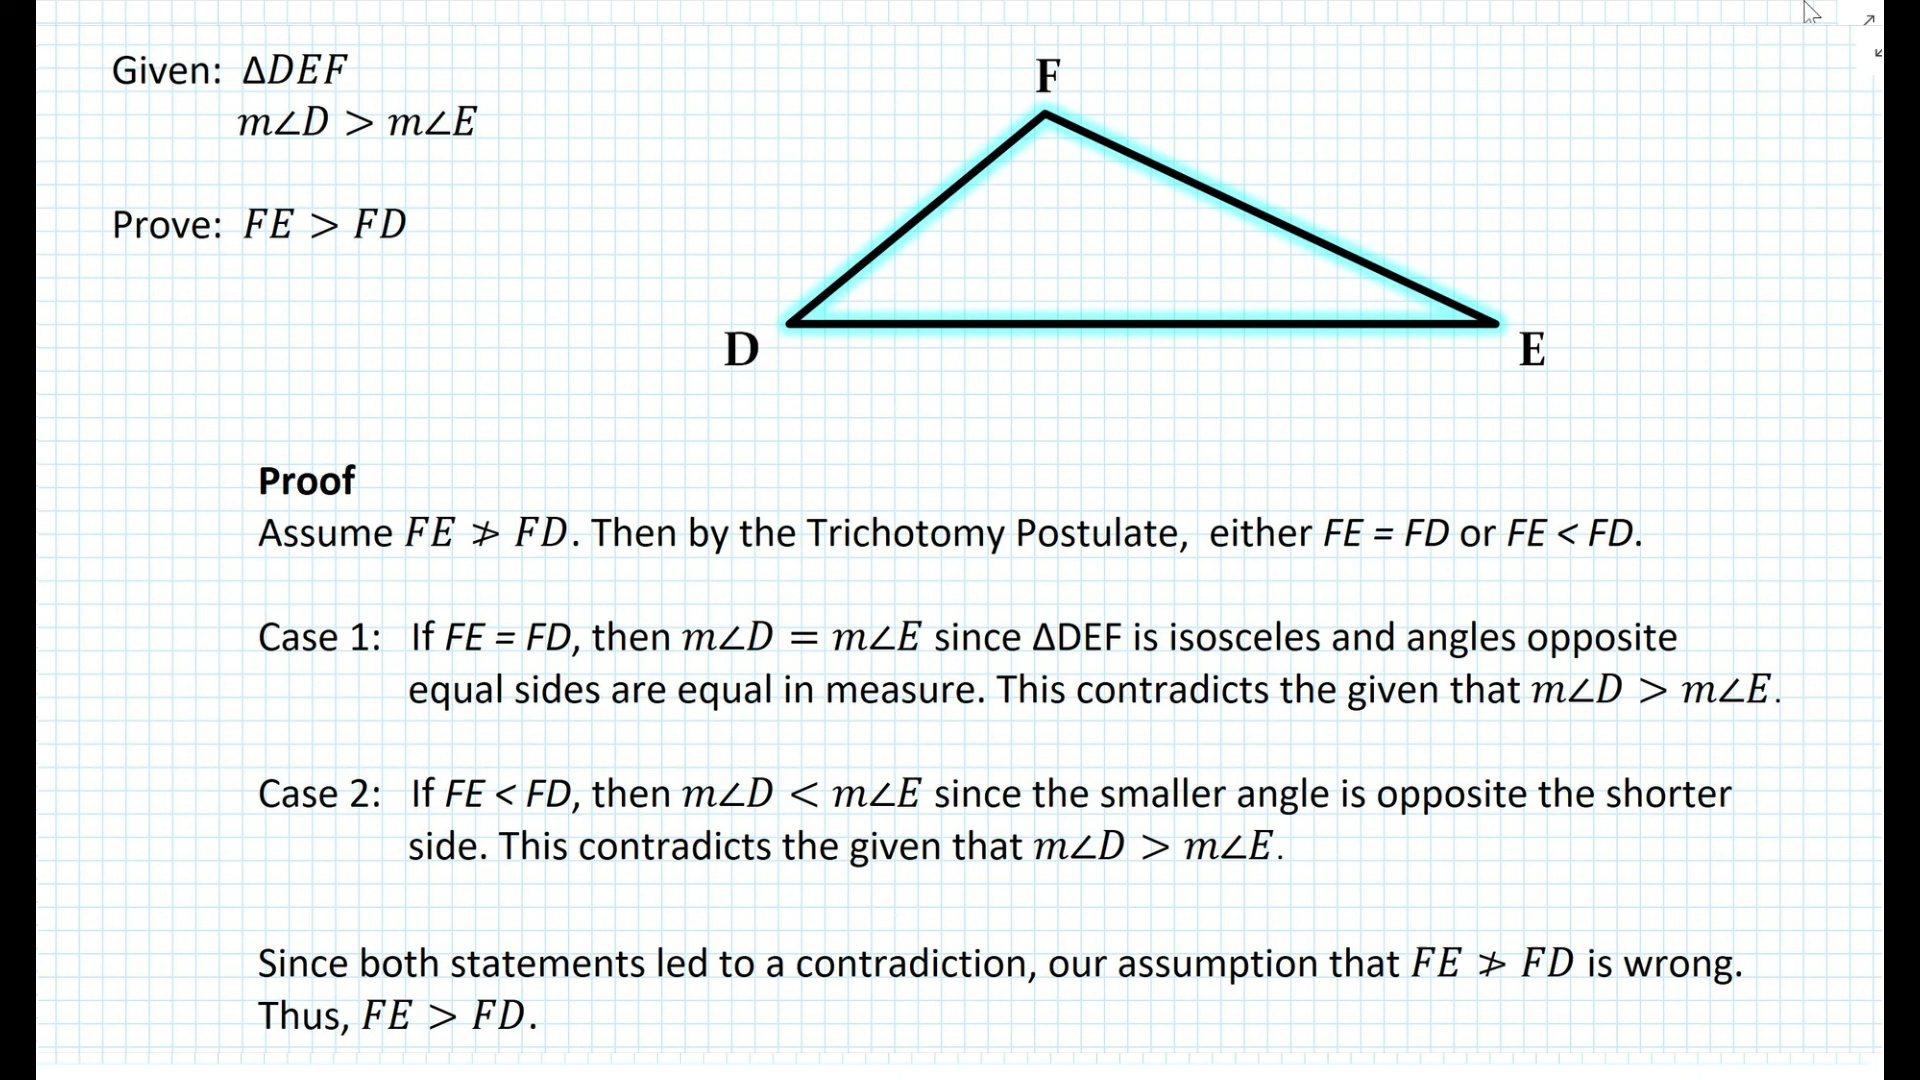 Given: ΔDEF
m∠D > m∠E
Prove: FE > FD
F
D
E
Proof
Assume FE ≯ FD. Then by the Trichotomy Postulate, either FE = FD or FE < FD.
Case 1: If FE = FD, then m∠D = m∠E since ΔDEF is isosceles and angles opposite
equal sides are equal in measure. This contradicts the given that m∠D > m∠E.
Case 2: If FE < FD, then m∠D < m∠E since the smaller angle is opposite the shorter
side. This contradicts the given that m∠D > m∠E.
Since both statements led to a contradiction, our assumption that FE ≯ FD is wrong.
Thus, FE > FD.